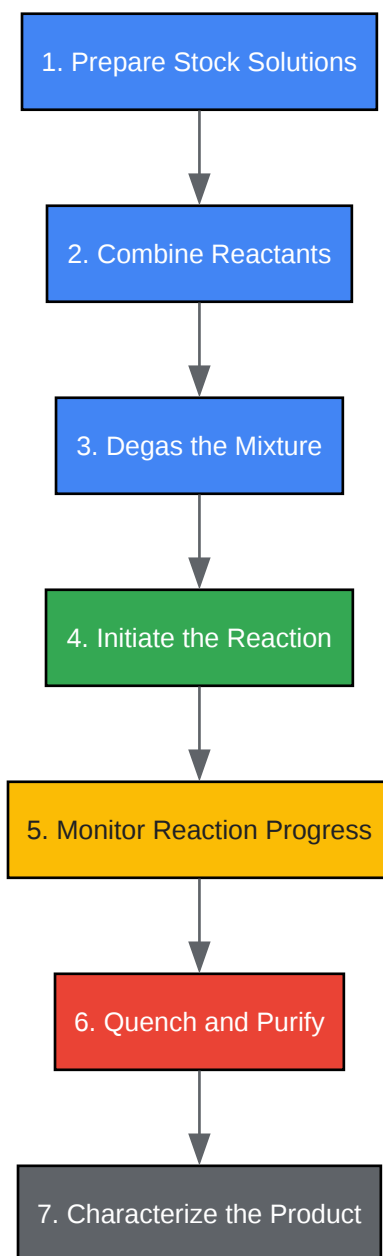 1. Prepare Stock Solutions
2. Combine Reactants
3. Degas the Mixture
4. Initiate the Reaction
5. Monitor Reaction Progress
6. Quench and Purify
7. Characterize the Product